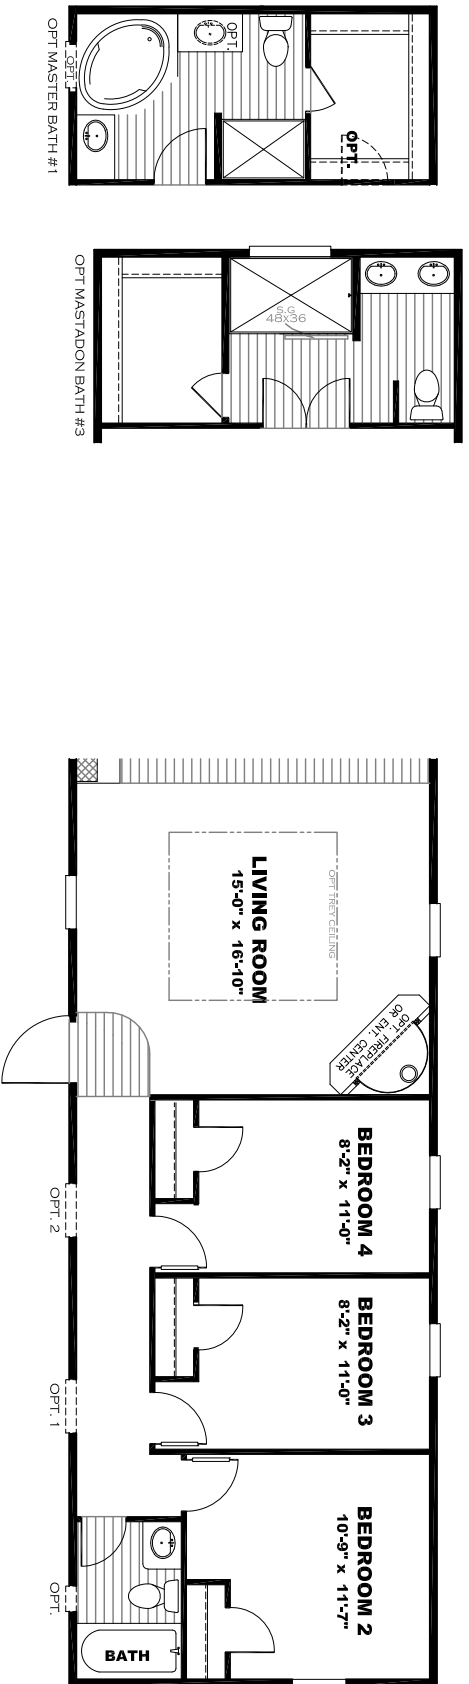 OPT.
OPT.
OPT.
OPT MASTER BATH #1
S.G
48x36
OPT MASTADON BATH #3
LIVING ROOM
15'-0" x 16'-10"
OPT TREY CEILING
OPT. FIREPLACE
OR ENT. CENTER
BEDROOM 4
8'-2" x 11'-0"
OPT. 2
BEDROOM 3
8'-2" x 11'-0"
OPT. 1
BEDROOM 2
10'-9" x 11'-7"
OPT.
BATH